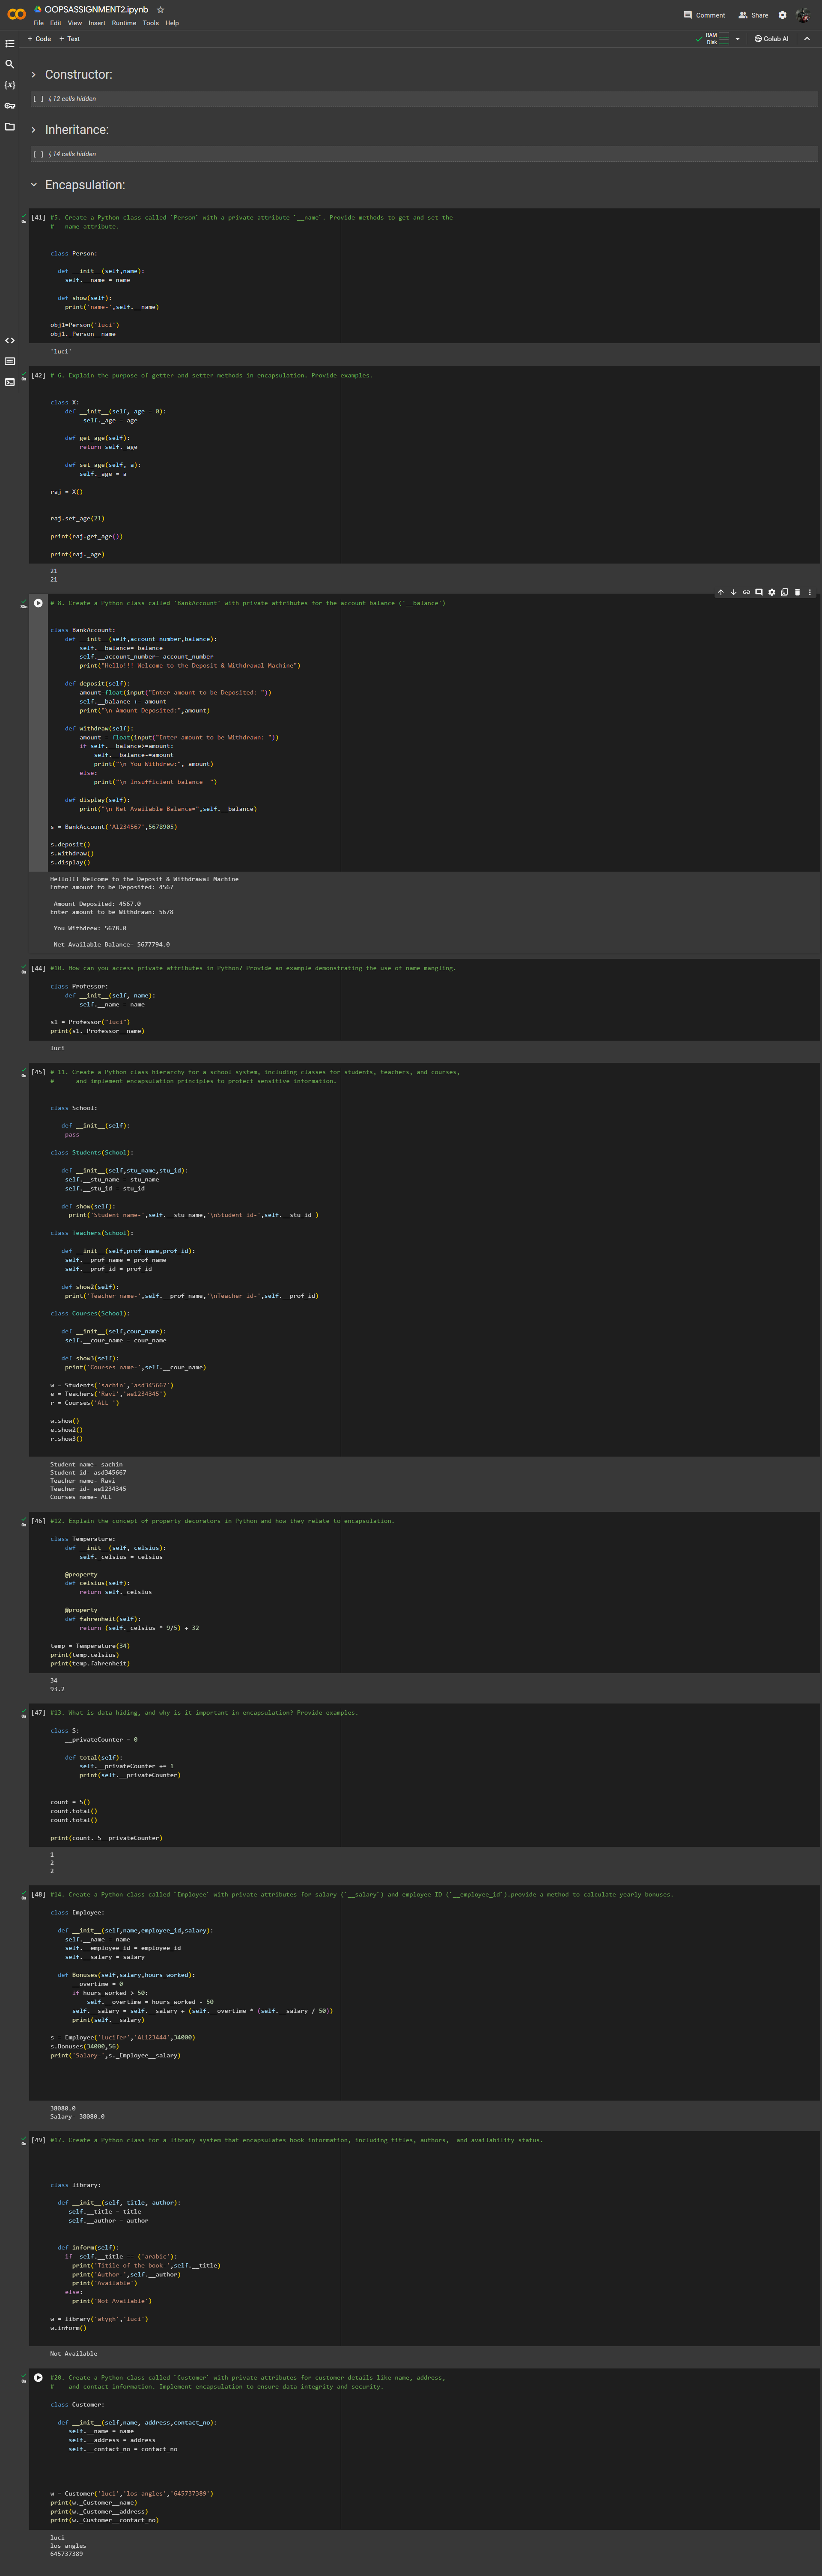 OOPSASSIGNMENT2.ipynb
File Edit View Insert Runtime Tools Help
Comment Share
+ Code + Text
RAM
Disk
Colab AI
Constructor:
[ ] 12 cells hidden
Inheritance:
[ ] 14 cells hidden
Encapsulation:
[41] #5. Create a Python class called `Person` with a private attribute `__name`. Provide methods to get and set the
#   name attribute.
class Person:
  def __init__(self,name):
    self.__name = name
  def show(self):
    print('name-',self.__name)
obj1=Person('luci')
obj1._Person__name
'luci'
[42] # 6. Explain the purpose of getter and setter methods in encapsulation. Provide examples.
class X:
    def __init__(self, age = 0):
         self._age = age
    def get_age(self):
        return self._age
    def set_age(self, a):
        self._age = a
raj = X()
raj.set_age(21)
print(raj.get_age())
print(raj._age)
21
21
# 8. Create a Python class called `BankAccount` with private attributes for the account balance (`__balance`)
class BankAccount:
    def __init__(self,account_number,balance):
        self.__balance= balance
        self.__account_number= account_number
        print("Hello!!! Welcome to the Deposit & Withdrawal Machine")
    def deposit(self):
        amount=float(input("Enter amount to be Deposited: "))
        self.__balance += amount
        print("\n Amount Deposited:",amount)
    def withdraw(self):
        amount = float(input("Enter amount to be Withdrawn: "))
        if self.__balance>=amount:
            self.__balance-=amount
            print("\n You Withdrew:", amount)
        else:
            print("\n Insufficient balance  ")
    def display(self):
        print("\n Net Available Balance=",self.__balance)
s = BankAccount('Al234567',5678905)
s.deposit()
s.withdraw()
s.display()
Hello!!! Welcome to the Deposit & Withdrawal Machine
Enter amount to be Deposited: 4567
 Amount Deposited: 4567.0
Enter amount to be Withdrawn: 5678
 You Withdrew: 5678.0
 Net Available Balance= 5677794.0
[44] #10. How can you access private attributes in Python? Provide an example demonstrating the use of name mangling.
class Professor:
    def __init__(self, name):
        self.__name = name
s1 = Professor("luci")
print(s1._Professor__name)
luci
[45] # 11. Create a Python class hierarchy for a school system, including classes for students, teachers, and courses,
#      and implement encapsulation principles to protect sensitive information.
class School:
   def __init__(self):
    pass
class Students(School):
   def __init__(self,stu_name,stu_id):
    self.__stu_name = stu_name
    self.__stu_id = stu_id
   def show(self):
     print('Student name-',self.__stu_name,'\nStudent id-',self.__stu_id )
class Teachers(School):
   def __init__(self,prof_name,prof_id):
    self.__prof_name = prof_name
    self.__prof_id = prof_id
   def show2(self):
    print('Teacher name-',self.__prof_name,'\nTeacher id-',self.__prof_id)
class Courses(School):
   def __init__(self,cour_name):
    self.__cour_name = cour_name
   def show3(self):
    print('Courses name-',self.__cour_name)
w = Students('sachin','asd345667')
e = Teachers('Ravi','we1234345')
r = Courses('ALL ')
w.show()
e.show2()
r.show3()
Student name- sachin
Student id- asd345667
Teacher name- Ravi
Teacher id- we1234345
Courses name- ALL
[46] #12. Explain the concept of property decorators in Python and how they relate to encapsulation.
class Temperature:
    def __init__(self, celsius):
        self._celsius = celsius
    @property
    def celsius(self):
        return self._celsius
    @property
    def fahrenheit(self):
        return (self._celsius * 9/5) + 32
temp = Temperature(34)
print(temp.celsius)
print(temp.fahrenheit)
34
93.2
[47] #13. What is data hiding, and why is it important in encapsulation? Provide examples.
class S:
    __privateCounter = 0
    def total(self):
        self.__privateCounter += 1
        print(self.__privateCounter)
count = S()
count.total()
count.total()
print(count._S__privateCounter)
1
2
2
[48] #14. Create a Python class called `Employee` with private attributes for salary (`__salary`) and employee ID (`__employee_id`).provide a method to calculate yearly bonuses.
class Employee:
  def __init__(self,name,employee_id,salary):
    self.__name = name
    self.__employee_id = employee_id
    self.__salary = salary
  def Bonuses(self,salary,hours_worked):
      __overtime = 0
      if hours_worked > 50:
          self.__overtime = hours_worked - 50
      self.__salary = self.__salary + (self.__overtime * (self.__salary / 50))
      print(self.__salary)
s = Employee('Lucifer','AL123444',34000)
s.Bonuses(34000,56)
print('Salary-',s._Employee__salary)
38080.0
Salary- 38080.0
[49] #17. Create a Python class for a library system that encapsulates book information, including titles, authors,  and availability status.
class library:
  def __init__(self, title, author):
     self.__title = title
     self.__author = author
  def inform(self):
    if  self.__title == ('arabic'):
      print('Titile of the book-',self.__title)
      print('Author-',self.__author)
      print('Available')
    else:
      print('Not Available')
w = library('atygh','luci')
w.inform()
Not Available
#20. Create a Python class called `Customer` with private attributes for customer details like name, address,
#    and contact information. Implement encapsulation to ensure data integrity and security.
class Customer:
  def __init__(self,name, address,contact_no):
     self.__name = name
     self.__address = address
     self.__contact_no = contact_no
w = Customer('luci','los angles','645737389')
print(w._Customer__name)
print(w._Customer__address)
print(w._Customer__contact_no)
luci
los angles
645737389